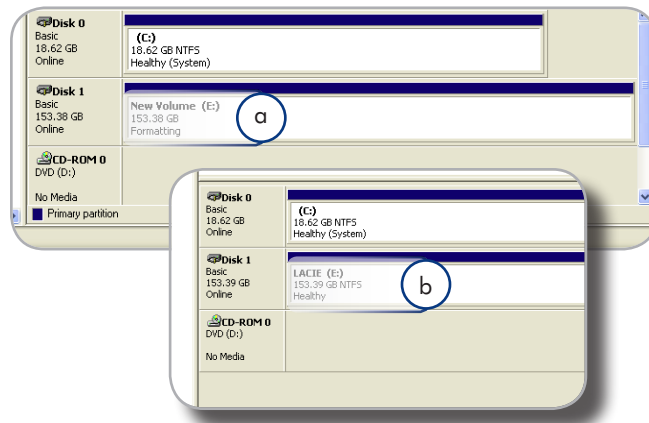 Disk 0
Basic
18.62 GB
Online
(C:)
18.62 GB NTFS
Healthy (System)
Disk 1
Basic
153.38 GB
Online
New Volume (E:)
153.38 GB
Formatting
a
CD-ROM 0
DVD (D:)
No Media
Primary partition
Disk 0
Basic
18.62 GB
Online
(C:)
18.62 GB NTFS
Healthy (System)
Disk 1
Basic
153.39 GB
Online
LACIE (E:)
153.39 GB NTFS
Healthy
b
CD-ROM 0
DVD (D:)
No Media